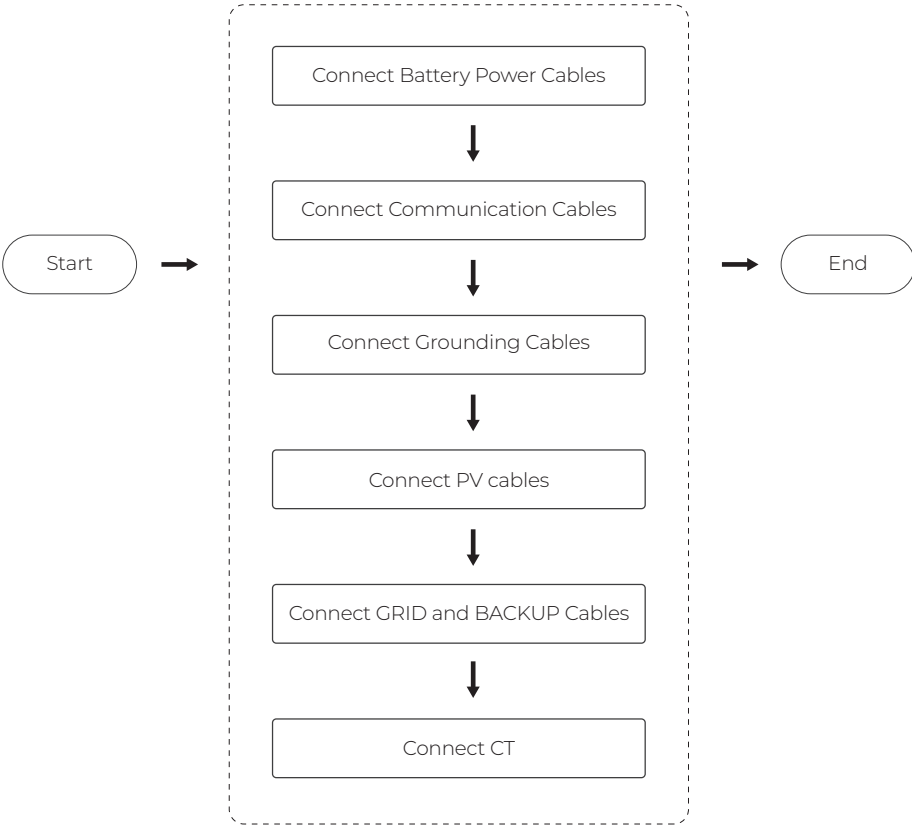 Start
Connect Battery Power Cables
Connect Communication Cables
Connect Grounding Cables
Connect PV cables
Connect GRID and BACKUP Cables
Connect CT
End